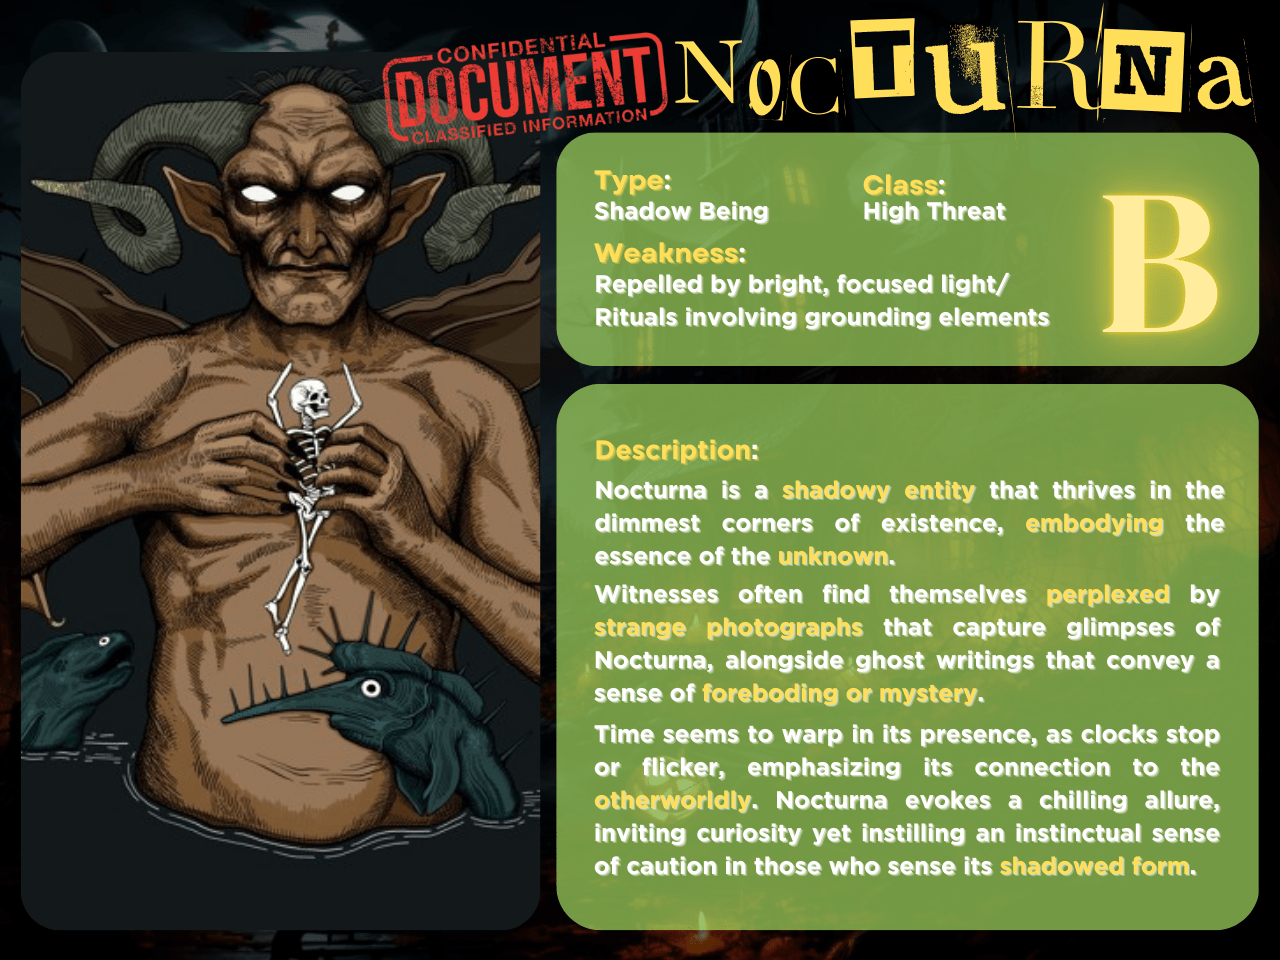 CONFIDENTIAL
DOCUMENT
CLASSIFIED INFORMATION
NocTuRNa
Type:
Shadow Being
Class:
High Threat
Weakness:
Repelled by bright, focused light/
Rituals involving grounding elements
B
Description:
Nocturna is a shadowy entity that thrives in the
dimmest corners of existence, embodying the
essence of the unknown.
Witnesses often find themselves perplexed by
strange photographs that capture glimpses of
Nocturna, alongside ghost writings that convey a
sense of foreboding or mystery.
Time seems to warp in its presence, as clocks stop
or flicker, emphasizing its connection to the
otherworldly. Nocturna evokes a chilling allure,
inviting curiosity yet instilling an instinctual sense
of caution in those who sense its shadowed form.